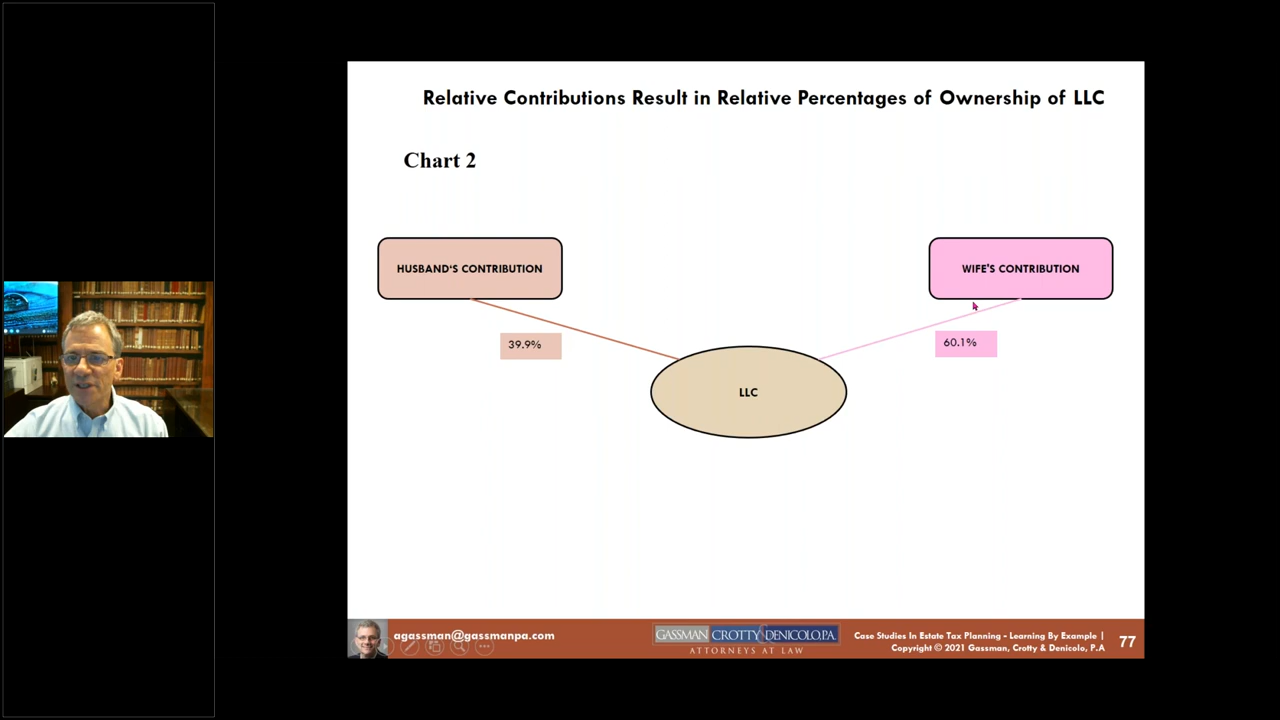 Relative Contributions Result in Relative Percentages of Ownership of LLC
Chart 2
HUSBAND'S CONTRIBUTION
WIFE'S CONTRIBUTION
39.9%
60.1%
LLC
agassman@gassmanpa.com
GASSMAN CROTTY & DENICOLO, P.A.
ATTORNEYS AT LAW
Case Studies In Estate Tax Planning - Learning By Example |
Copyright © 2021 Gassman, Crotty & Denicolo, P.A
77